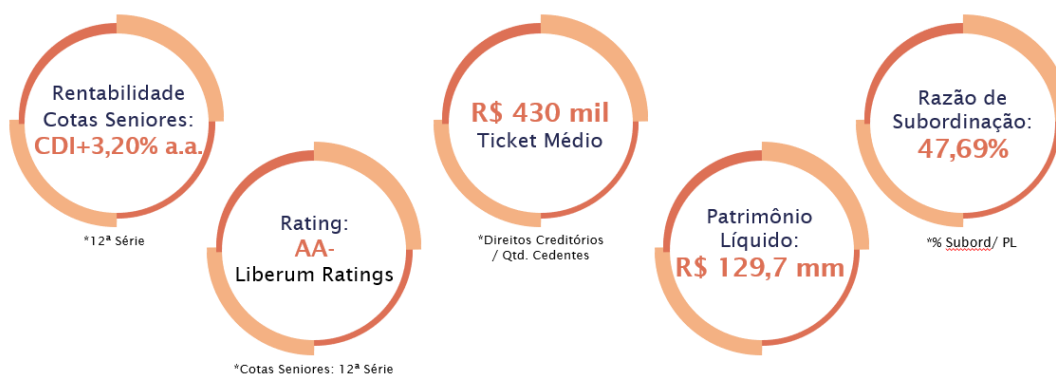 Rentabilidade
Cotas Seniores:
CDI+3,20% a.a.
*12ª Série
Rating:
AA-
Liberum Ratings
*Cotas Seniores: 12ª Série
R$ 430 mil
Ticket Médio
*Direitos Creditórios
/ Qtd. Cedentes
Patrimônio
Líquido:
R$ 129,7 mm
Razão de
Subordinação:
47,69%
*% Subord/ PL